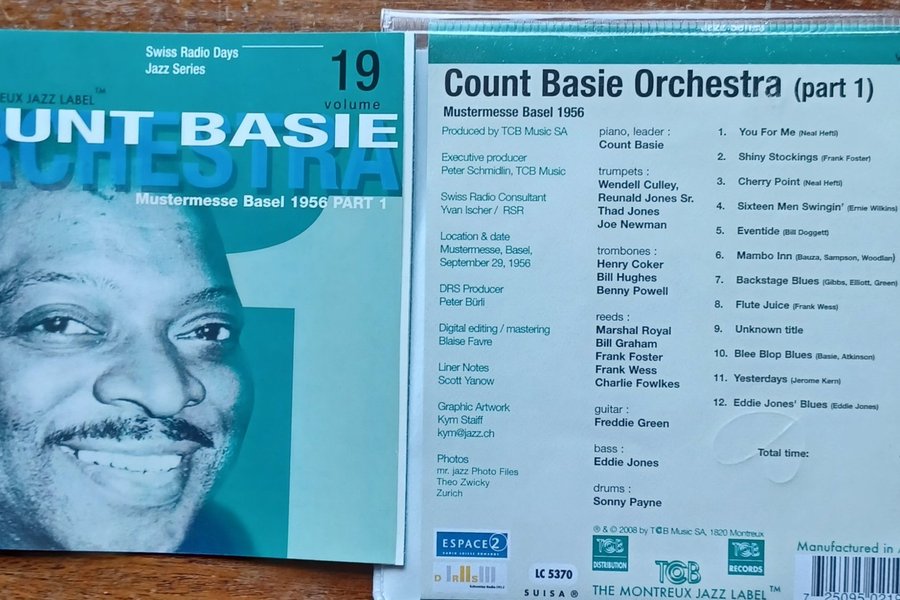 Swiss Radio Days
Jazz Series
19
volume
REUX JAZZ LABEL™
UNT BASIE
RCHESTRA
Mustermesse Basel 1956 PART 1
Count Basie Orchestra (part 1)
Mustermesse Basel 1956
Produced by TCB Music SA
Executive producer
Peter Schmidlin, TCB Music
Swiss Radio Consultant
Yvan Ischer / RSR
Location & date
Mustermesse, Basel,
September 29, 1956
DRS Producer
Peter Bürli
Digital editing / mastering
Blaise Favre
Liner Notes
Scott Yanow
Graphic Artwork
Kym Staiff
kym@jazz.ch
Photos
mr. jazz Photo Files
Theo Zwicky
Zurich
piano, leader :
Count Basie
trumpets :
Wendell Culley,
Reunald Jones Sr.
Thad Jones
Joe Newman
trombones :
Henry Coker
Bill Hughes
Benny Powell
reeds :
Marshal Royal
Bill Graham
Frank Foster
Frank Wess
Charlie Fowlkes
guitar :
Freddie Green
bass :
Eddie Jones
drums :
Sonny Payne
1. You For Me (Neal Hefti)
2. Shiny Stockings (Frank Foster)
3. Cherry Point (Neal Hefti)
4. Sixteen Men Swingin' (Ernie Wilkins)
5. Eventide (Bill Doggett)
6. Mambo Inn (Bauza, Sampson, Woodlan)
7. Backstage Blues (Gibbs, Elliott, Green)
8. Flute Juice (Frank Wess)
9. Unknown title
10. Blee Blop Blues (Basie, Atkinson)
11. Yesterdays (Jerome Kern)
12. Eddie Jones' Blues (Eddie Jones)
Total time:
℗ & © 2008 by TCB Music SA, 1820 Montreux
ESPACE 2
DRS
LC 5370
SUISA ®
TCB
DISTRIBUTION
TCB
TCB
RECORDS
THE MONTREUX JAZZ LABEL™
Manufactured in
7 25095 0219